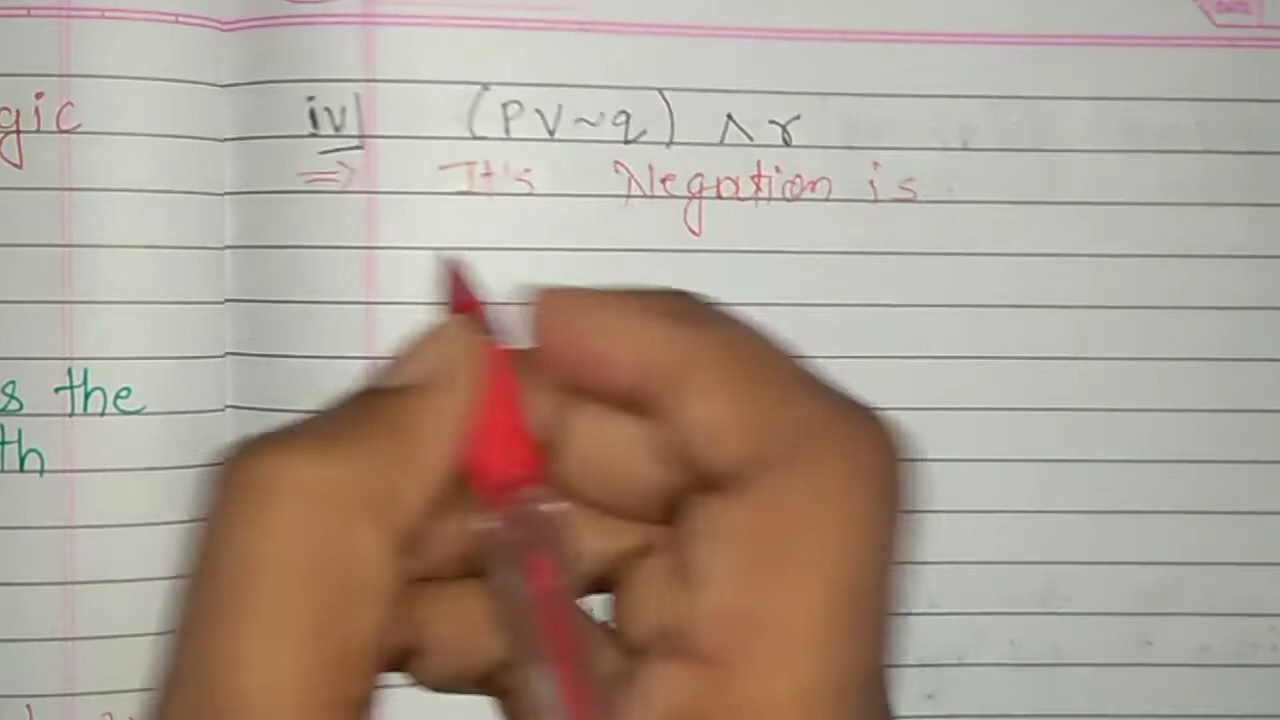 gic
iv) (p∨~q) ∧ r
⇒ It's Negation is
s the
th